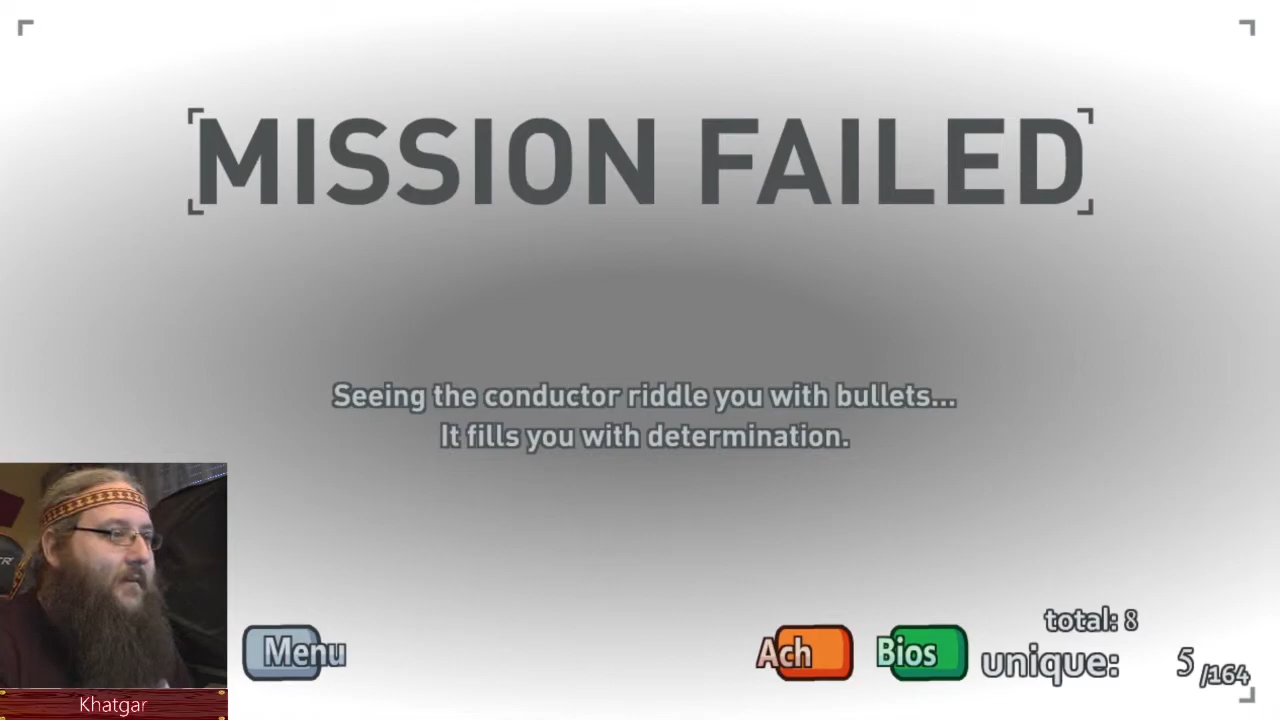 MISSION FAILED
Seeing the conductor riddle you with bullets...
It fills you with determination.
total: 8
Menu
Ach
Bios
unique: 5 /164
Khatgar